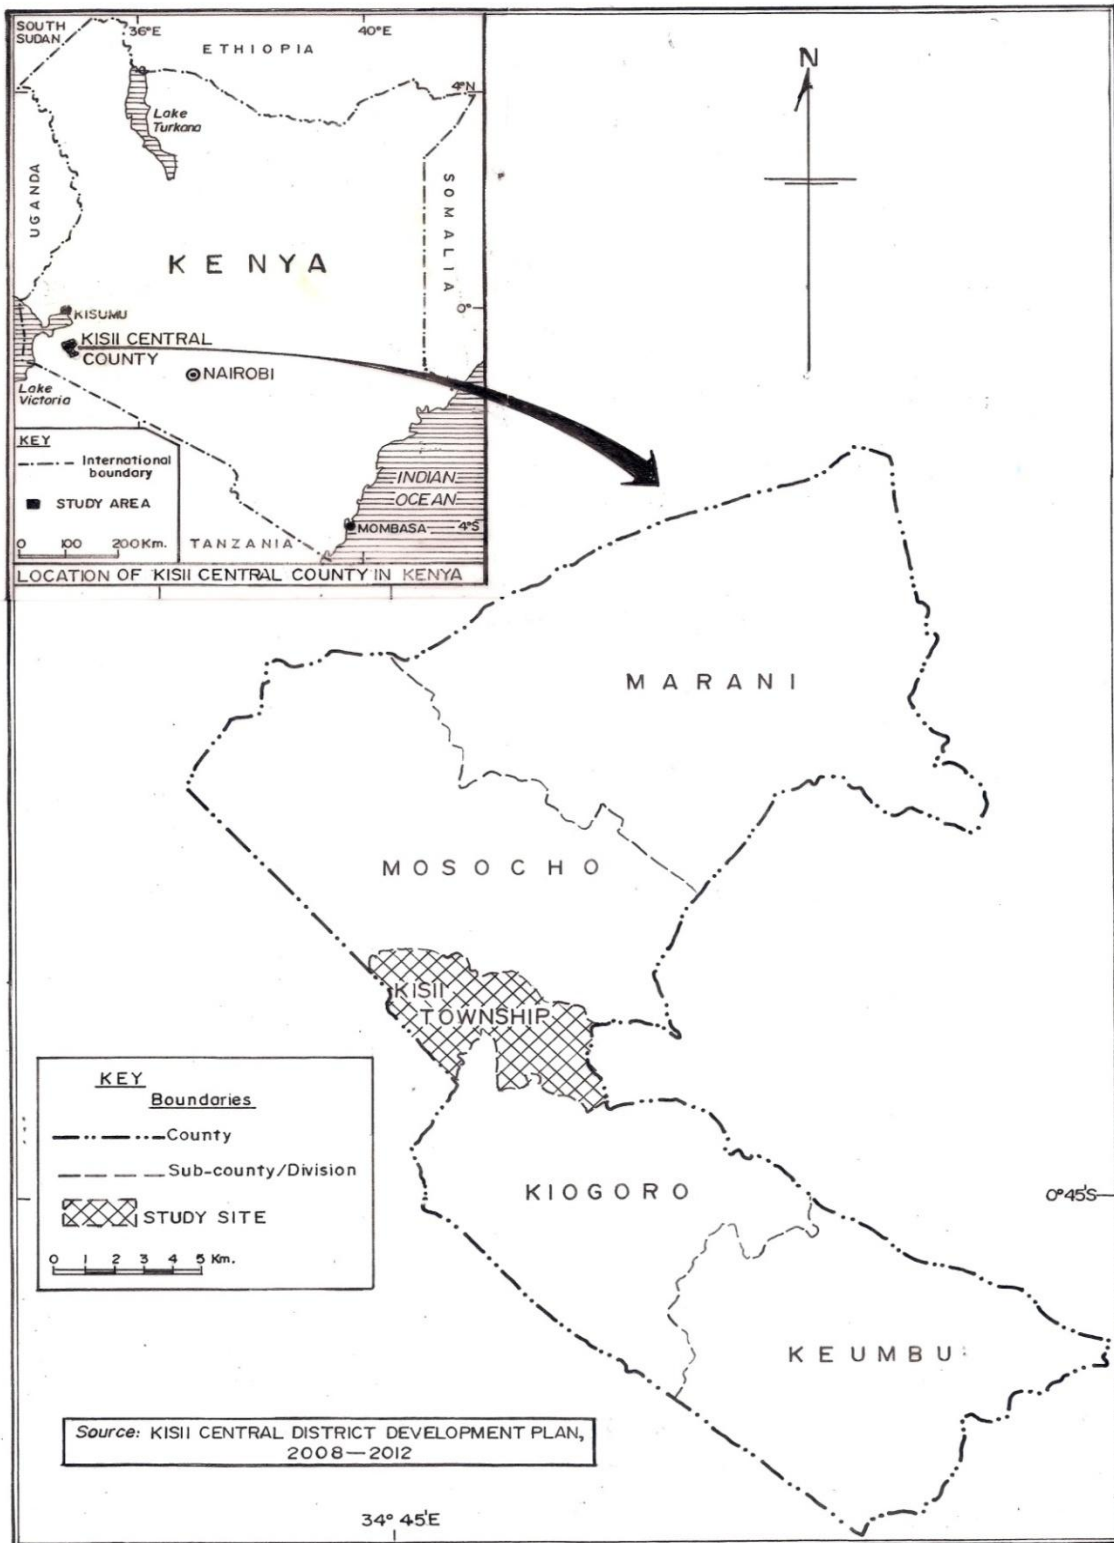 SOUTH
SUDAN
36°E
40°E
ETHIOPIA
4°N
Lake
Turkana
UGANDA
SOMALIA
KENYA
0°
KISUMU
KISII CENTRAL
COUNTY
NAIROBI
Lake
Victoria
KEY
International
boundary
STUDY AREA
0 100 200 Km.
TANZANIA
INDIAN
OCEAN
MOMBASA
4°S
LOCATION OF KISII CENTRAL COUNTY IN KENYA
N
MARANI
MOSOCHO
KISII
TOWNSHIP
KEY
Boundaries
County
Sub-county/Division
STUDY SITE
0 1 2 3 4 5 Km.
KIOGORO
0°45'S
KEUMBU
Source: KISII CENTRAL DISTRICT DEVELOPMENT PLAN,
2008—2012
34° 45'E